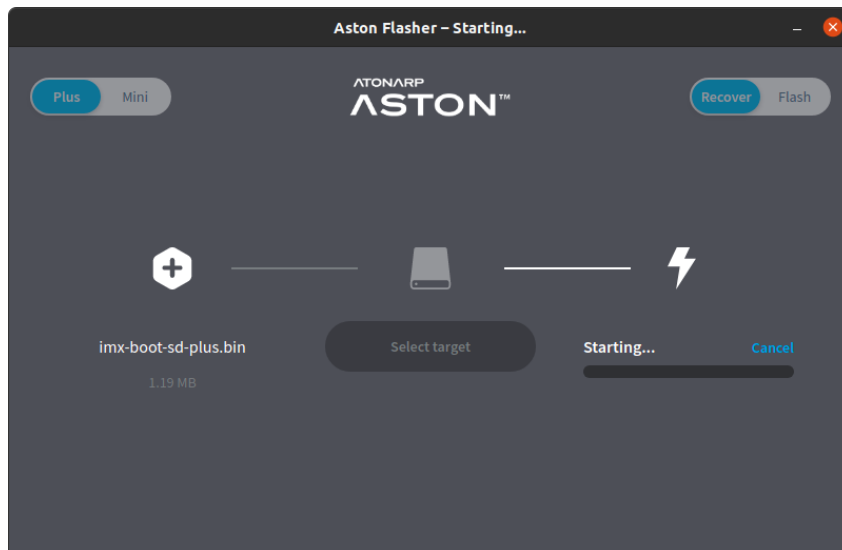 Aston Flasher – Starting...
Plus Mini
ATONARP
ASTON™
Recover Flash
imx-boot-sd-plus.bin
1.19 MB
Select target
Starting... Cancel